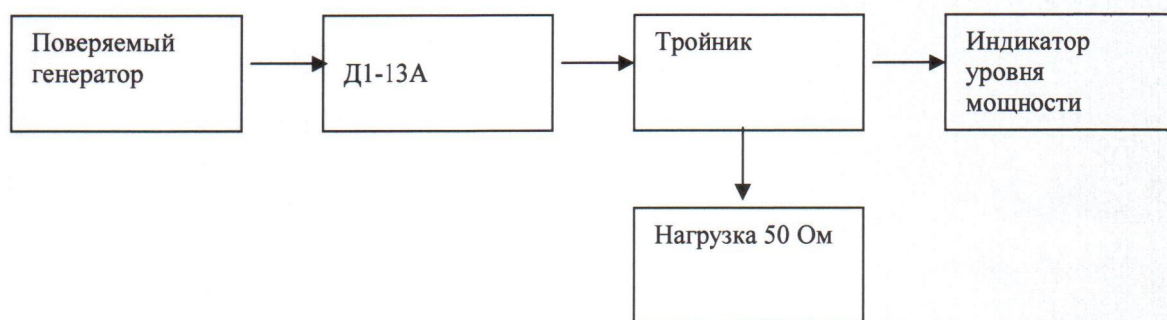 Поверяемый
генератор
Д1-13А
Тройник
Индикатор
уровня
мощности
Нагрузка 50 Ом